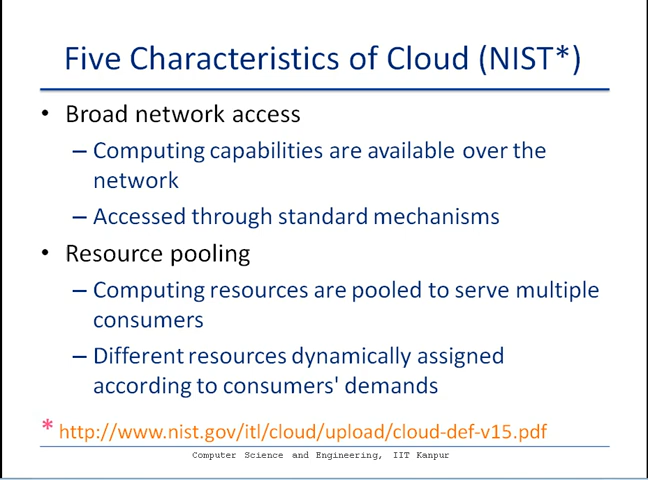 Five Characteristics of Cloud (NIST*)
• Broad network access
– Computing capabilities are available over the
network
– Accessed through standard mechanisms
• Resource pooling
– Computing resources are pooled to serve multiple
consumers
– Different resources dynamically assigned
according to consumers' demands
* http://www.nist.gov/itl/cloud/upload/cloud-def-v15.pdf
Computer Science and Engineering, IIT Kanpur